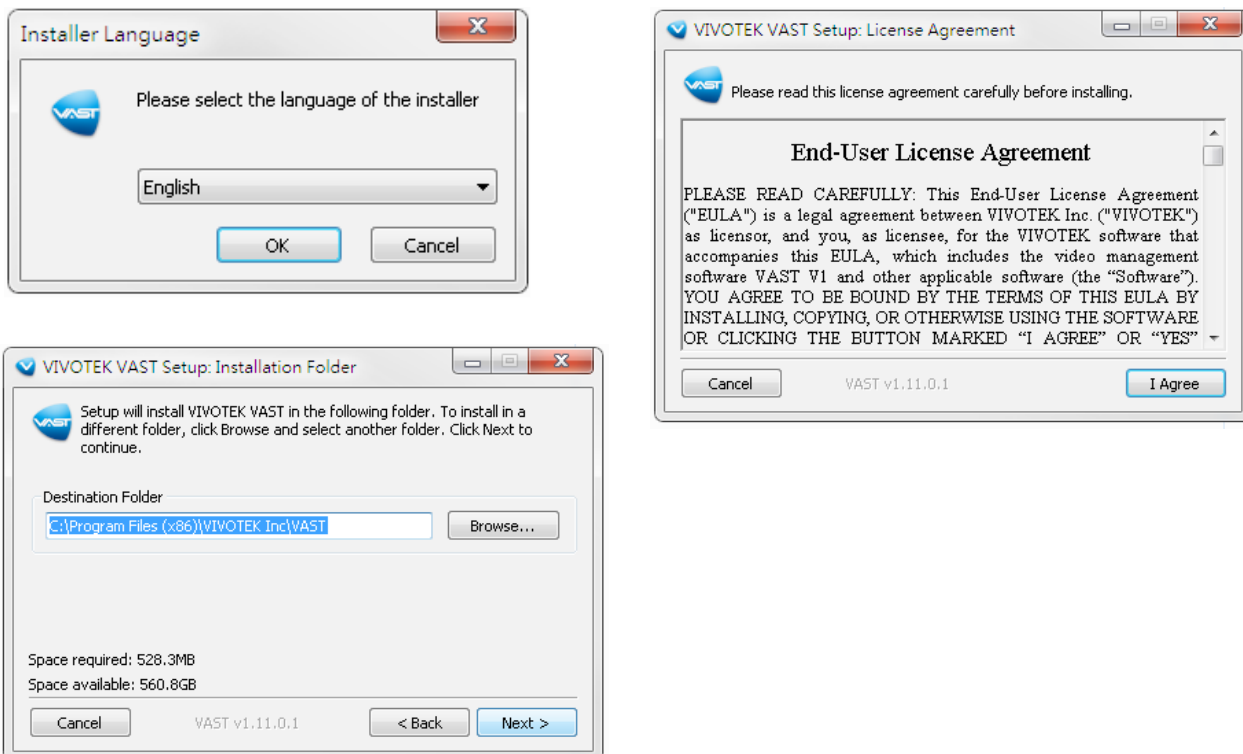 Installer Language
VAST
Please select the language of the installer
English
OK
Cancel
VIVOTEK VAST Setup: License Agreement
VAST
Please read this license agreement carefully before installing.
End-User License Agreement
PLEASE READ CAREFULLY: This End-User License Agreement
("EULA") is a legal agreement between VIVOTEK Inc. ("VIVOTEK")
as licensor, and you, as licensee, for the VIVOTEK software that
accompanies this EULA, which includes the video management
software VAST V1 and other applicable software (the “Software”).
YOU AGREE TO BE BOUND BY THE TERMS OF THIS EULA BY
INSTALLING, COPYING, OR OTHERWISE USING THE SOFTWARE
OR CLICKING THE BUTTON MARKED “I AGREE” OR “YES”
Cancel
VAST v1.11.0.1
I Agree
VIVOTEK VAST Setup: Installation Folder
VAST
Setup will install VIVOTEK VAST in the following folder. To install in a
different folder, click Browse and select another folder. Click Next to
continue.
Destination Folder
C:\Program Files (x86)\VIVOTEK Inc\VAST
Browse...
Space required: 528.3MB
Space available: 560.8GB
Cancel
VAST v1.11.0.1
< Back
Next >